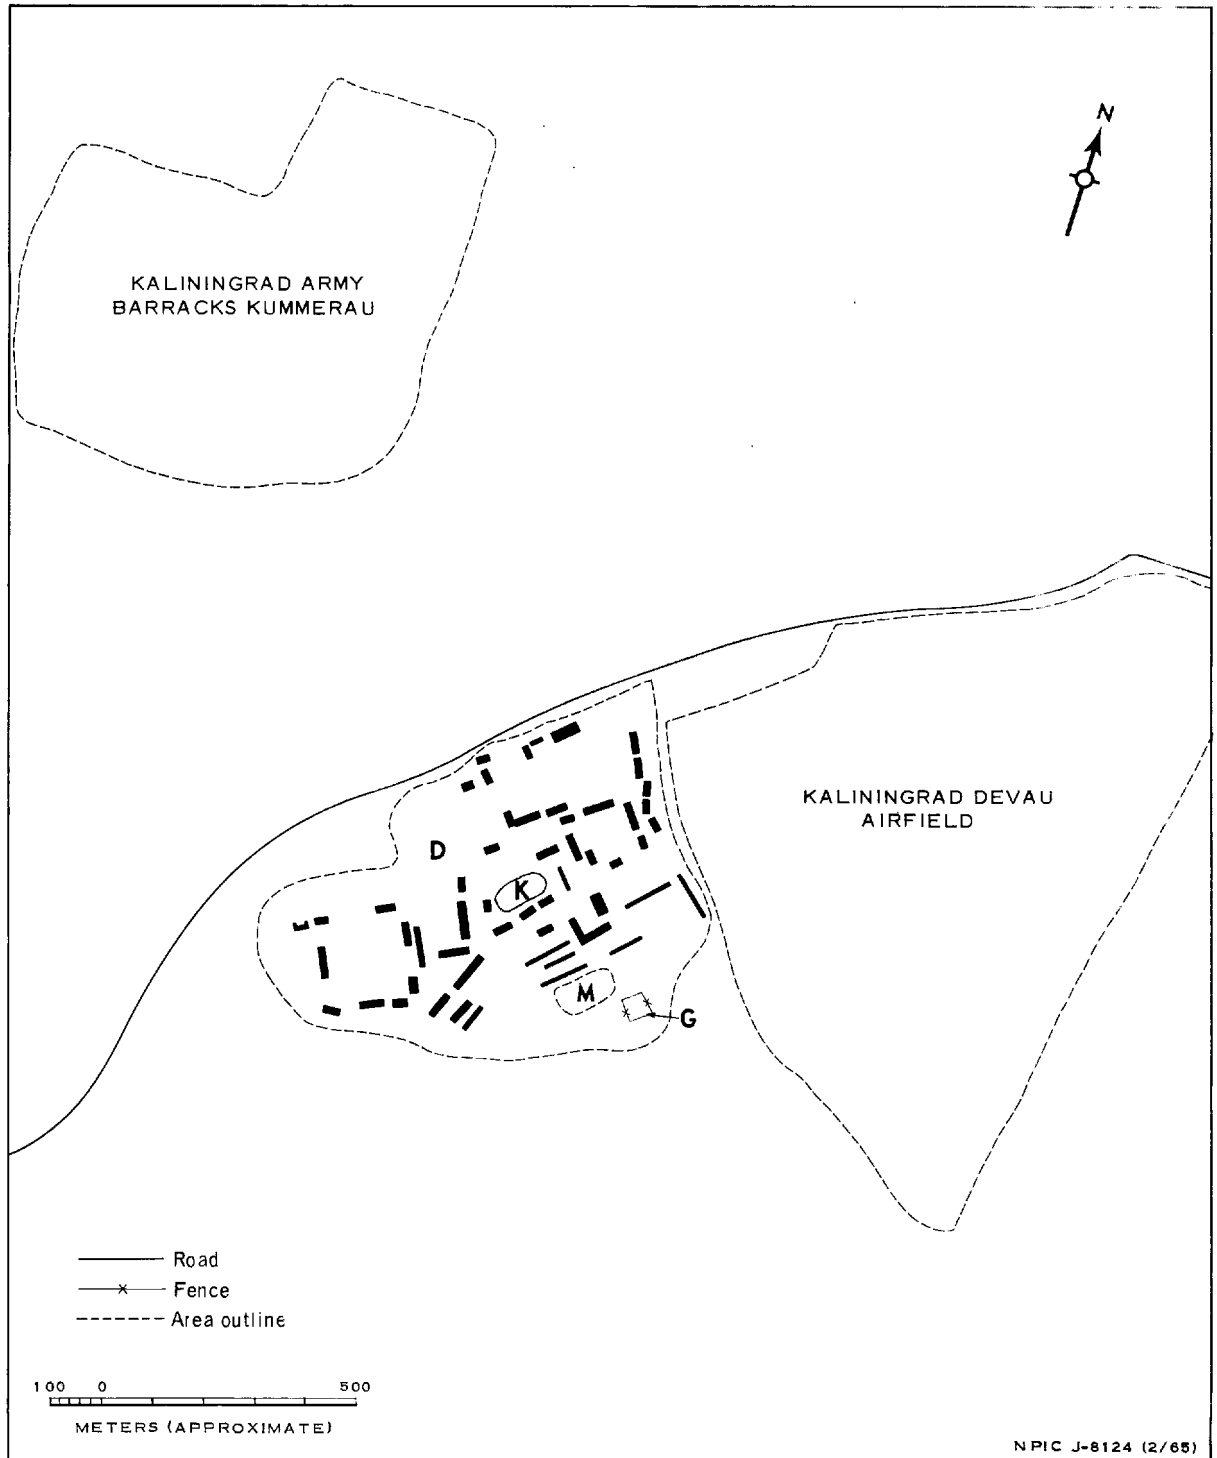 N
KALININGRAD ARMY
BARRACKS KUMMERAU
KALININGRAD DEVAU
AIRFIELD
D
K
M
G
Road
Fence
Area outline
100 0 500
METERS (APPROXIMATE)
NPIC J-8124 (2/65)